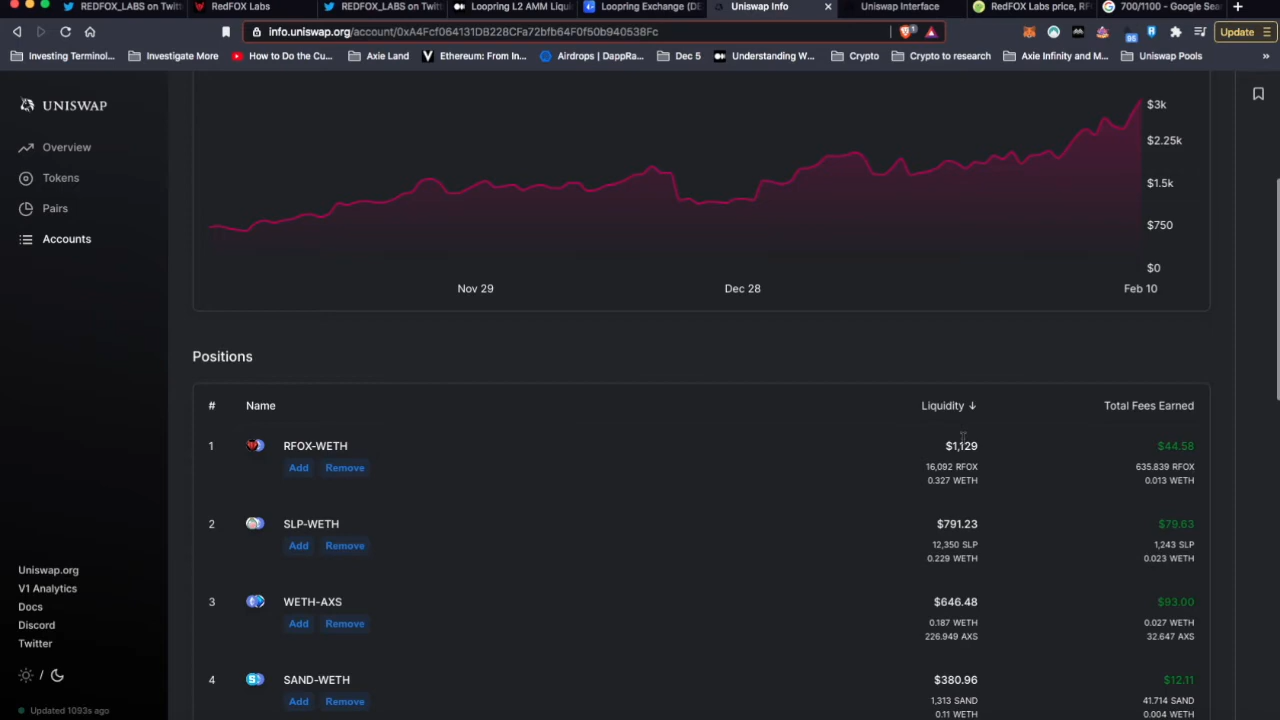 REDFOX_LABS on Twitt
RedFOX Labs
REDFOX_LABS on Twitt
Loopring L2 AMM Liqui
Loopring Exchange (DE
Uniswap Info
Uniswap Interface
RedFOX Labs price, RF
700/1100 - Google Sea
info.uniswap.org/account/0xA4Fcf064131DB228CFa72bfb64F0f50b940538Fc
1
95
Update
Investing Terminol...
Investigate More
How to Do the Cu...
Axie Land
Ethereum: From In...
Airdrops | DappRa...
Dec 5
Understanding W...
Crypto
Crypto to research
Axie Infinity and M...
Uniswap Pools
»
UNISWAP
Overview
Tokens
Pairs
Accounts
$3k
$2.25k
$1.5k
$750
$0
Nov 29
Dec 28
Feb 10
Positions
# Name Liquidity ↓ Total Fees Earned
1 RFOX-WETH $1,129 $44.58
Add Remove 16,092 RFOX 635.839 RFOX
0.327 WETH 0.013 WETH
2 SLP-WETH $791.23 $79.63
Add Remove 12,350 SLP 1,243 SLP
0.229 WETH 0.023 WETH
3 WETH-AXS $646.48 $93.00
Add Remove 0.187 WETH 0.027 WETH
226.949 AXS 32.647 AXS
4 SAND-WETH $380.96 $12.11
Add Remove 1,313 SAND 41.714 SAND
0.11 WETH 0.004 WETH
Uniswap.org
V1 Analytics
Docs
Discord
Twitter
/
Updated 1093s ago